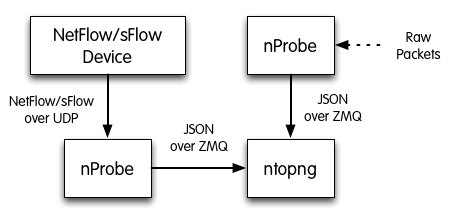 NetFlow/sFlow
Device
nProbe
Raw
Packets
NetFlow/sFlow
over UDP
JSON
over ZMQ
JSON
over ZMQ
nProbe
ntopng